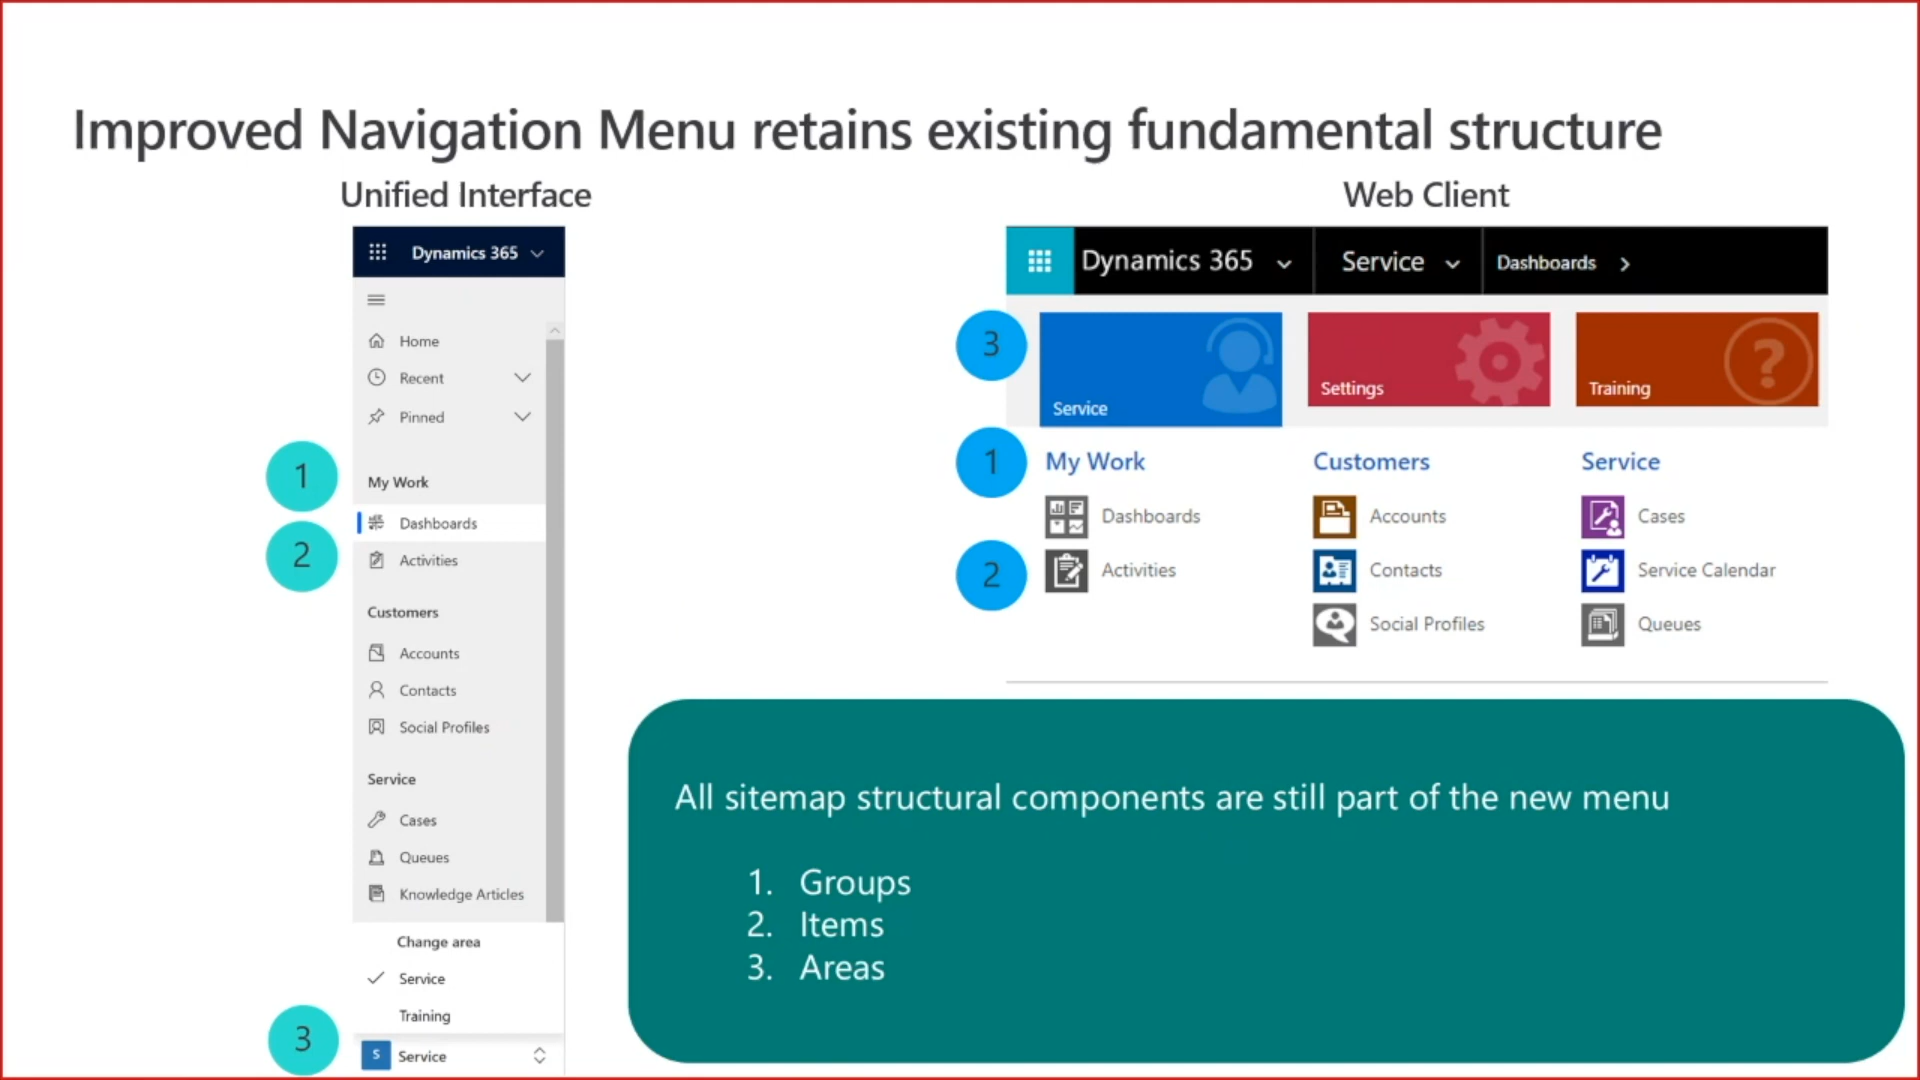 Improved Navigation Menu retains existing fundamental structure
Unified Interface
Dynamics 365
Home
Recent
Pinned
1
My Work
Dashboards
2
Activities
Customers
Accounts
Contacts
Social Profiles
Service
Cases
Queues
Knowledge Articles
Change area
Service
Training
3
S Service
Web Client
Dynamics 365 Service Dashboards
3
Service
Settings
Training
?
1
My Work Customers Service
Dashboards Accounts Cases
2
Activities Contacts Service Calendar
Social Profiles Queues
All sitemap structural components are still part of the new menu
1. Groups
2. Items
3. Areas